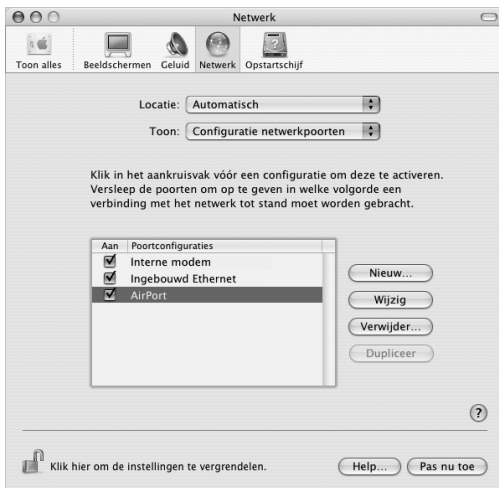 Netwerk
Toon alles Beeldschermen Geluid Netwerk Opstartschijf
Locatie: Automatisch
Toon: Configuratie netwerkpoorten
Klik in het aankruisvak vóór een configuratie om deze te activeren.
Versleep de poorten om op te geven in welke volgorde een
verbinding met het netwerk tot stand moet worden gebracht.
Aan Poortconfiguraties
Interne modem
Ingebouwd Ethernet
AirPort
Nieuw...
Wijzig
Verwijder...
Dupliceer
?
Klik hier om de instellingen te vergrendelen.
Help... Pas nu toe